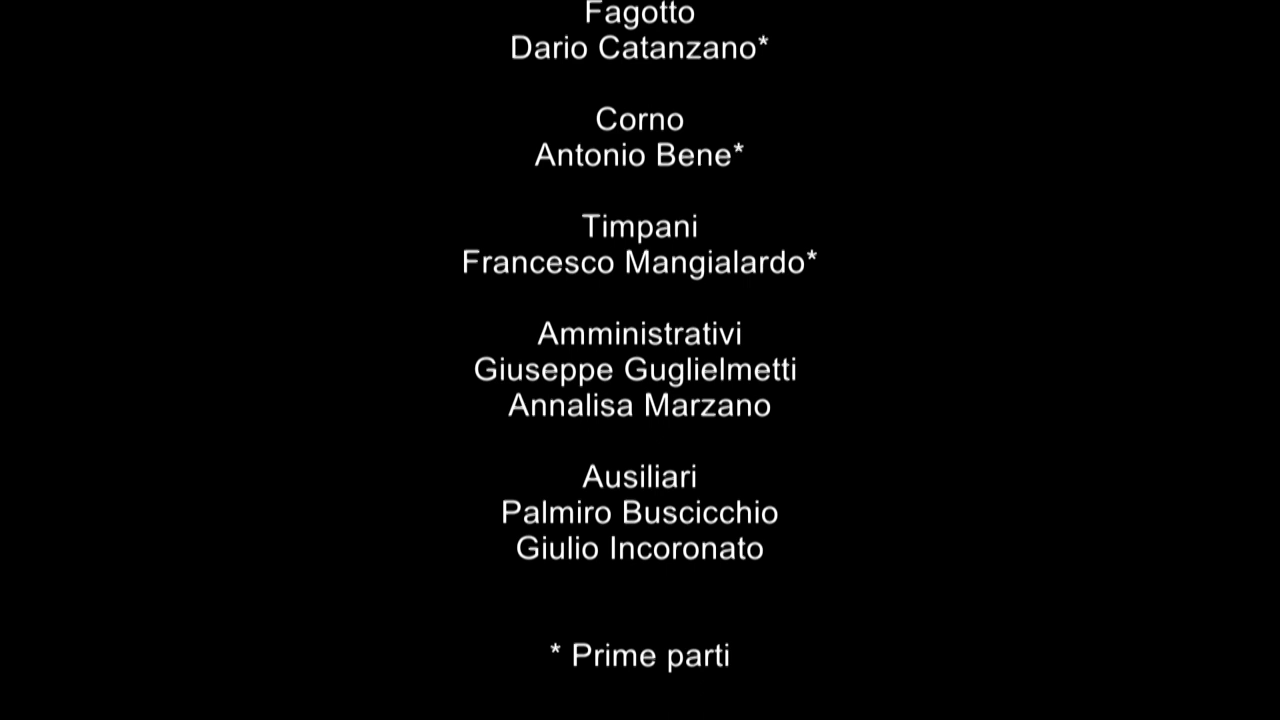 Fagotto
Dario Catanzano*
Corno
Antonio Bene*
Timpani
Francesco Mangialardo*
Amministrativi
Giuseppe Guglielmetti
Annalisa Marzano
Ausiliari
Palmiro Buscicchio
Giulio Incoronato
* Prime parti